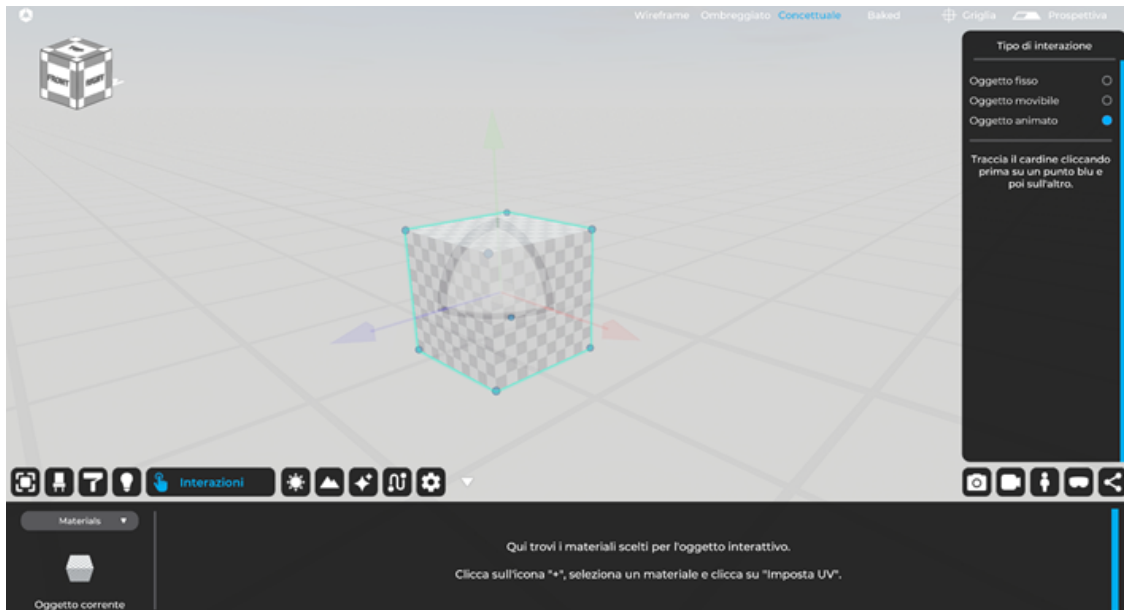 Wireframe Ombreggiato Concettuale Baked Griglia Prospettiva
FRONT RIGHT
Tipo di interazione
Oggetto fisso
Oggetto movibile
Oggetto animato
Traccia il cardine cliccando
prima su un punto blu e
poi sull'altro.
Interazioni
Materials
Qui trovi i materiali scelti per l'oggetto interattivo.
Clicca sull'icona "+", seleziona un materiale e clicca su "Imposta UV".
Oggetto corrente